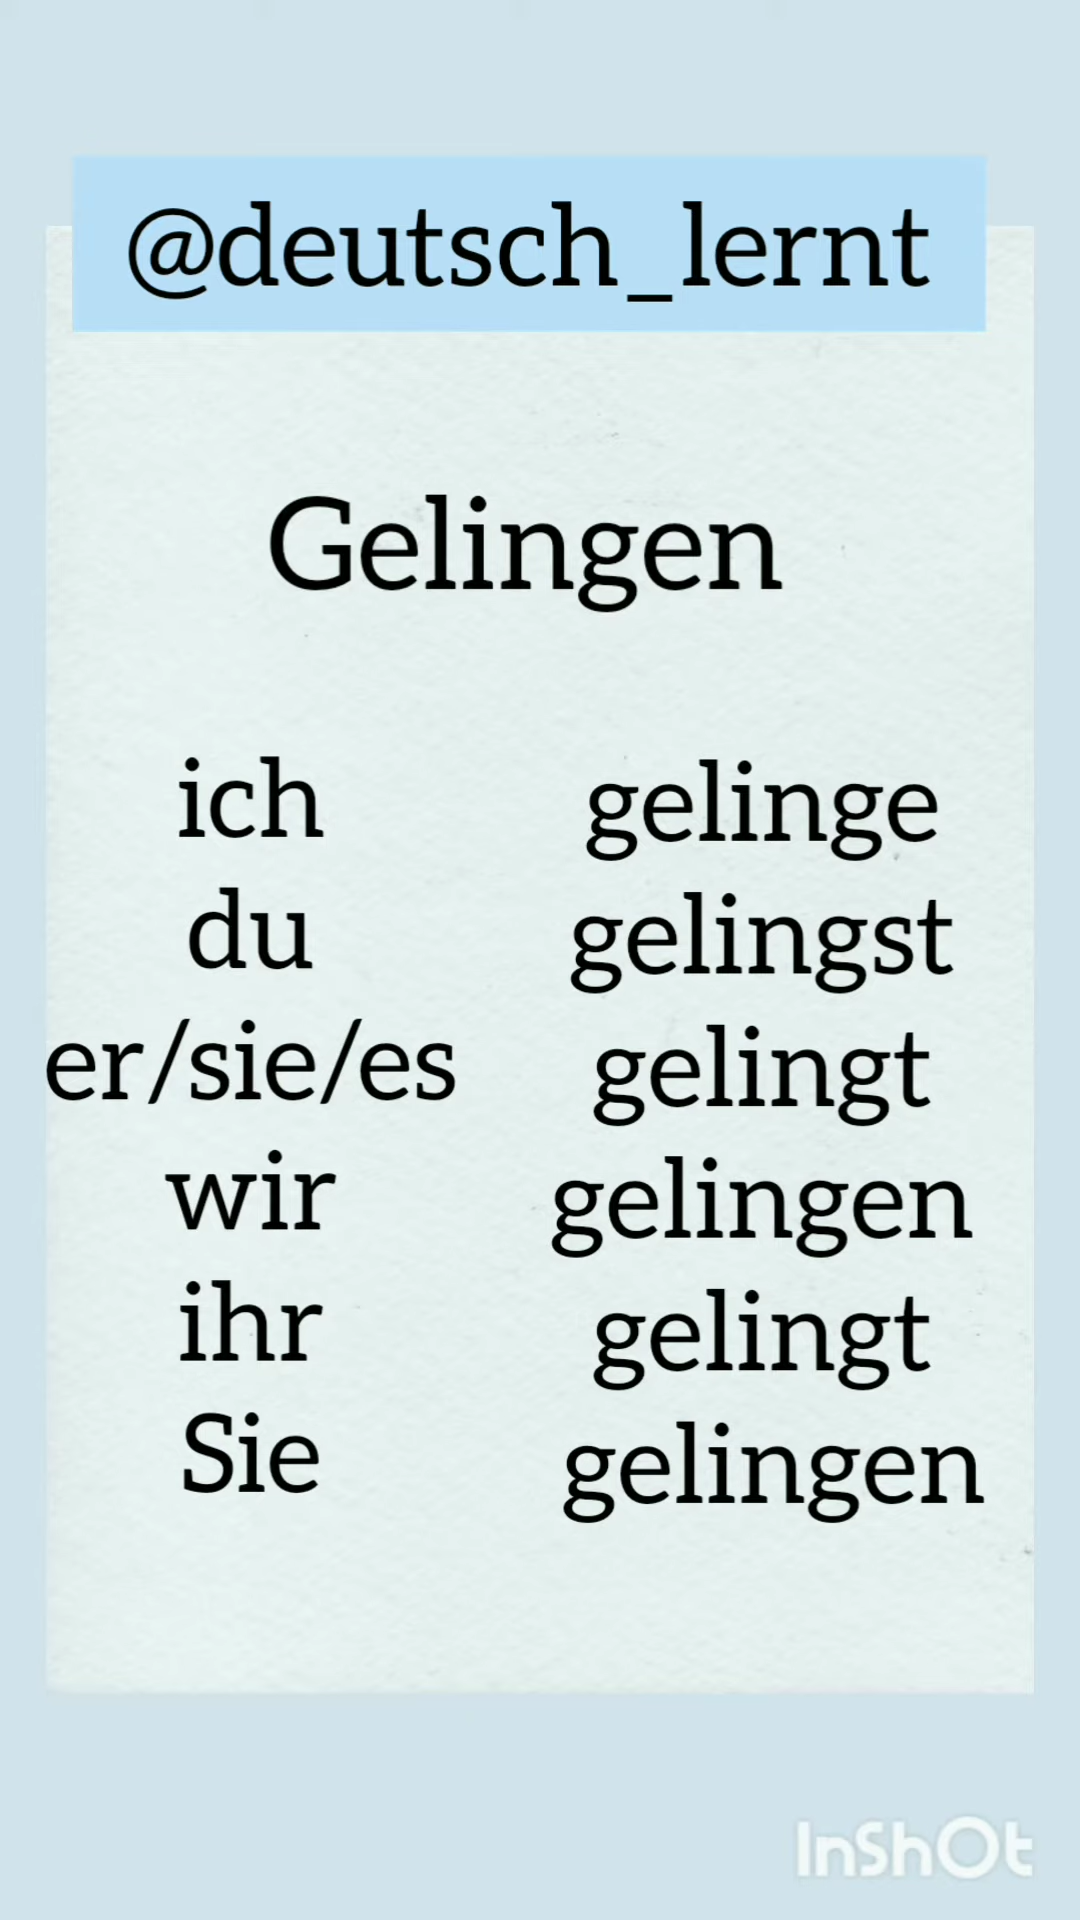 @deutsch_lernt
Gelingen
ich gelinge
du gelingst
er/sie/es gelingt
wir gelingen
ihr gelingt
Sie gelingen
InShOt